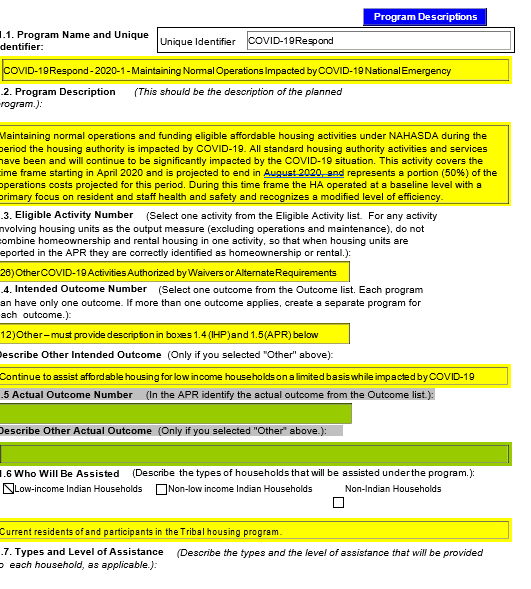 Program Descriptions
.1. Program Name and Unique
dentifier:
Unique Identifier
COVID-19Respond
COVID-19Respond - 2020-1 - Maintaining Normal Operations Impacted by COVID-19 National Emergency
.2. Program Description (This should be the description of the planned
program.):
Maintaining normal operations and funding eligible affordable housing activities under NAHASDA during the
period the housing authority is impacted by COVID-19. All standard housing authority activities and services
have been and will continue to be significantly impacted by the COVID-19 situation. This activity covers the
time frame starting in April 2020 and is projected to end in August 2020, and represents a portion (50%) of the
operations costs projected for this period. During this time frame the HA operated at a baseline level with a
primary focus on resident and staff health and safety and recognizes a modified level of efficiency.
.3. Eligible Activity Number (Select one activity from the Eligible Activity list. For any activity
nvolving housing units as the output measure (excluding operations and maintenance), do not
combine homeownership and rental housing in one activity, so that when housing units are
eported in the APR they are correctly identified as homeownership or rental.):
26) Other COVID-19 Activities Authorized by Waivers or Alternate Requirements
.4. Intended Outcome Number (Select one outcome from the Outcome list. Each program
an have only one outcome. If more than one outcome applies, create a separate program for
each outcome.):
12) Other – must provide description in boxes 1.4 (IHP) and 1.5 (APR) below
Describe Other Intended Outcome (Only if you selected "Other" above):
Continue to assist affordable housing for low income households on a limited basis while impacted by COVID-19
.5 Actual Outcome Number (In the APR identify the actual outcome from the Outcome list.):
Describe Other Actual Outcome (Only if you selected "Other" above.):
1.6 Who Will Be Assisted (Describe the types of households that will be assisted under the program.):
Low-income Indian Households Non-low income Indian Households Non-Indian Households
Current residents of and participants in the Tribal housing program.
.7. Types and Level of Assistance (Describe the types and the level of assistance that will be provided
o each household, as applicable.):